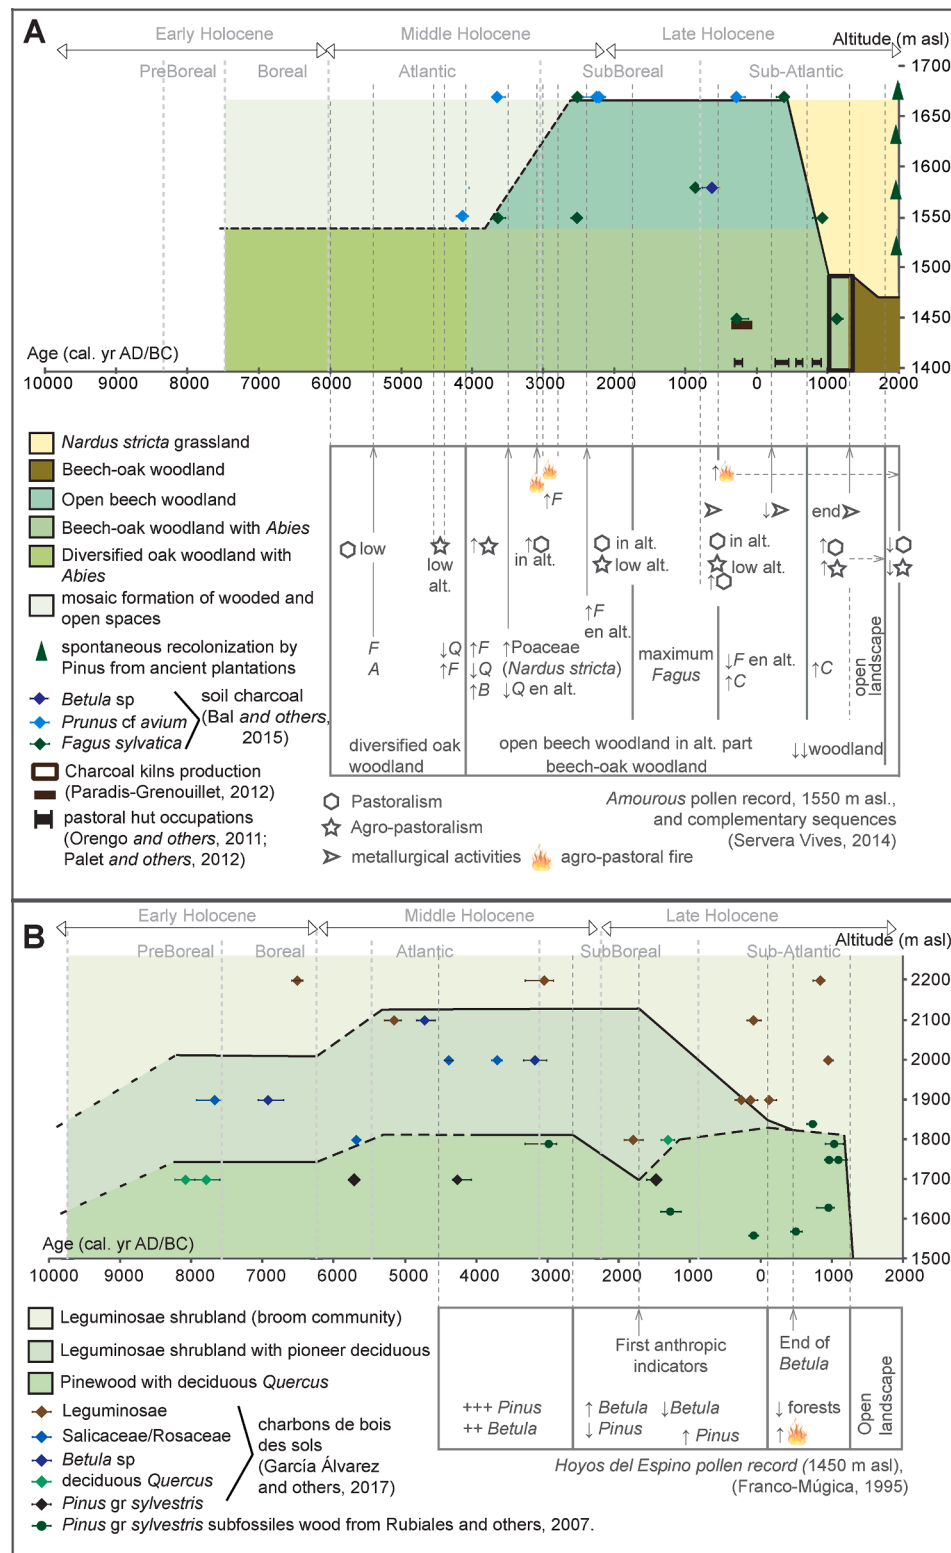 A
Early Holocene
Middle Holocene
Late Holocene
Altitude (m asl)
PreBoreal
Boreal
Atlantic
SubBoreal
Sub-Atlantic
1700
1650
1600
1550
1500
1450
1400
Age (cal. yr AD/BC)
10000 9000 8000 7000 6000 5000 4000 3000 2000 1000 0 1000 2000
Nardus stricta grassland
Beech-oak woodland
Open beech woodland
Beech-oak woodland with Abies
Diversified oak woodland with
Abies
mosaic formation of wooded and
open spaces
spontaneous recolonization by
Pinus from ancient plantations
Betula sp
Prunus cf avium
Fagus sylvatica
soil charcoal
(Bal and others,
2015)
Charcoal kilns production
(Paradis-Grenouillet, 2012)
pastoral hut occupations
(Orengo and others, 2011;
Palet and others, 2012)
low
F
A
low
alt.
↓Q
↑F
↑
↑F
↓Q
↑B
↑
in alt.
↑F
↑Poaceae
(Nardus stricta)
↓Q en alt.
in alt.
low alt.
↑F
en alt.
maximum
Fagus
↑
in alt.
low alt.
↑
↓F en alt.
↑C
↓
end
↑
↑
↑C
open
landscape
↓
↓
↓↓woodland
diversified oak
woodland
open beech woodland in alt. part
beech-oak woodland
Pastoralism
Agro-pastoralism
metallurgical activities
agro-pastoral fire
Amourous pollen record, 1550 m asl.,
and complementary sequences
(Servera Vives, 2014)
B
Early Holocene
Middle Holocene
Late Holocene
Altitude (m asl)
PreBoreal
Boreal
Atlantic
SubBoreal
Sub-Atlantic
2200
2100
2000
1900
1800
1700
1600
1500
Age (cal. yr AD/BC)
10000 9000 8000 7000 6000 5000 4000 3000 2000 1000 0 1000 2000
Leguminosae shrubland (broom community)
Leguminosae shrubland with pioneer deciduous
Pinewood with deciduous Quercus
Leguminosae
Salicaceae/Rosaceae
Betula sp
deciduous Quercus
Pinus gr sylvestris
charbons de bois
des sols
(García Álvarez
and others, 2017)
Pinus gr sylvestris subfossiles wood from Rubiales and others, 2007.
+++ Pinus
++ Betula
First anthropic
indicators
↑ Betula
↓ Pinus
↓Betula
↑ Pinus
End of
Betula
↓ forests
↑
Open
landscape
Hoyos del Espino pollen record (1450 m asl),
(Franco-Múgica, 1995)